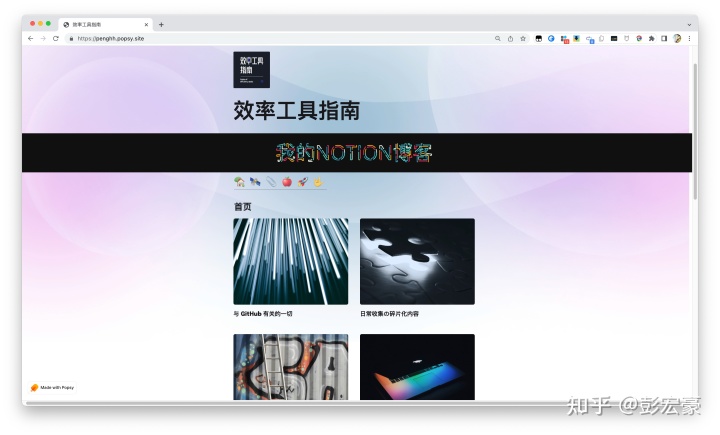 效率工具指南
https://penghh.popsy.site
效率工具
指南
效率工具指南
我的NOTION博客
首页
与 GitHub 有关的一切
日常收集の碎片化内容
Made with Popsy
知乎 @彭宏豪